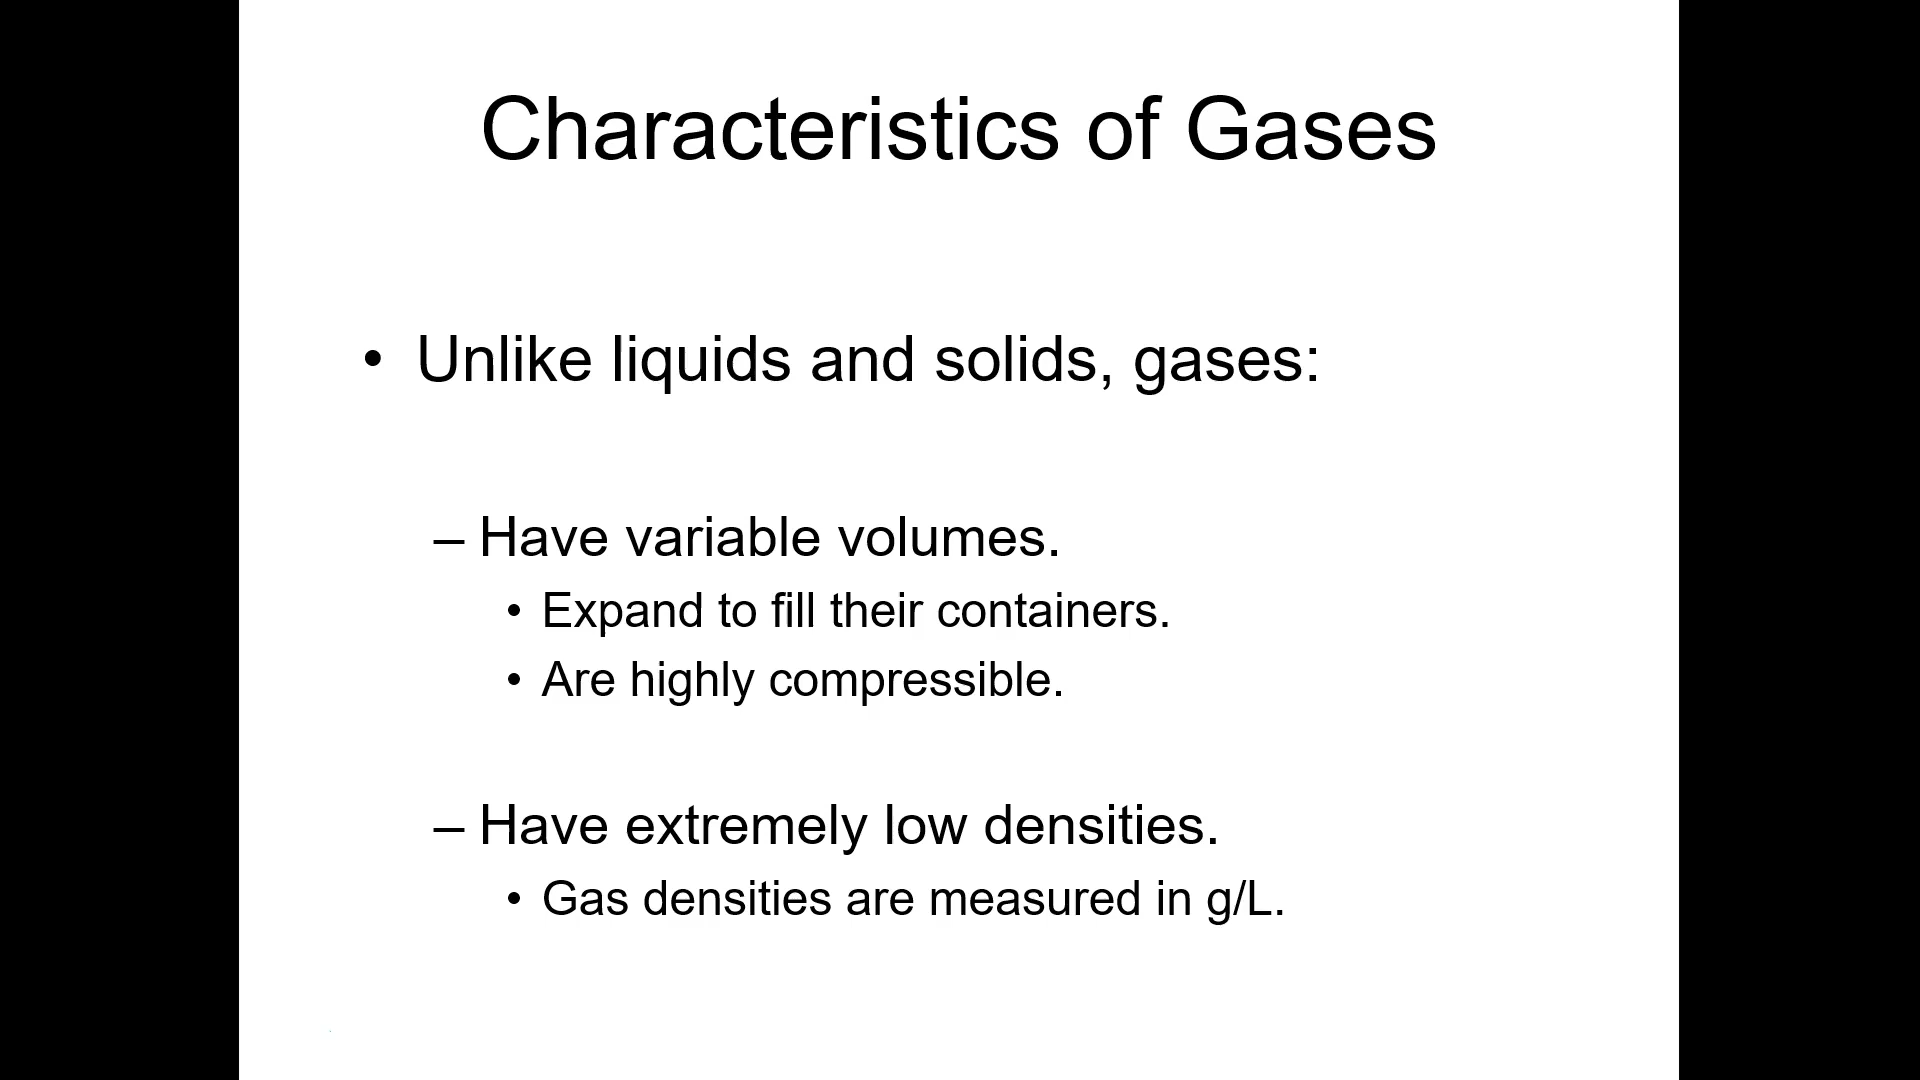 Characteristics of Gases
• Unlike liquids and solids, gases:
– Have variable volumes.
• Expand to fill their containers.
• Are highly compressible.
– Have extremely low densities.
• Gas densities are measured in g/L.